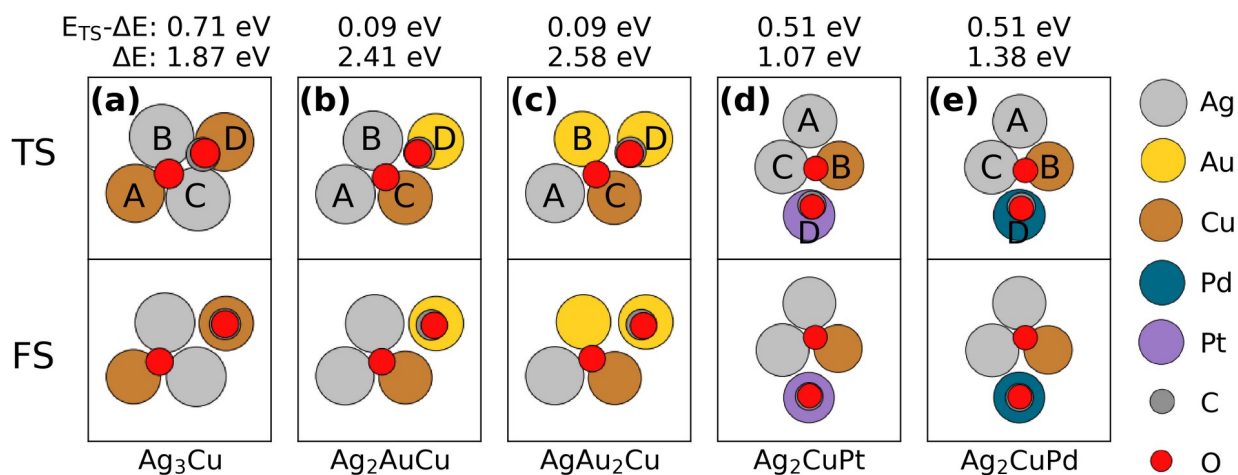 E_TS-ΔE: 0.71 eV 0.09 eV 0.09 eV 0.51 eV 0.51 eV
ΔE: 1.87 eV 2.41 eV 2.58 eV 1.07 eV 1.38 eV
TS
(a) B D A C
(b) B D A C
(c) B D A C
(d) A C B D
(e) A C B D
FS
Ag₃Cu Ag₂AuCu AgAu₂Cu Ag₂CuPt Ag₂CuPd
Ag
Au
Cu
Pd
Pt
C
O